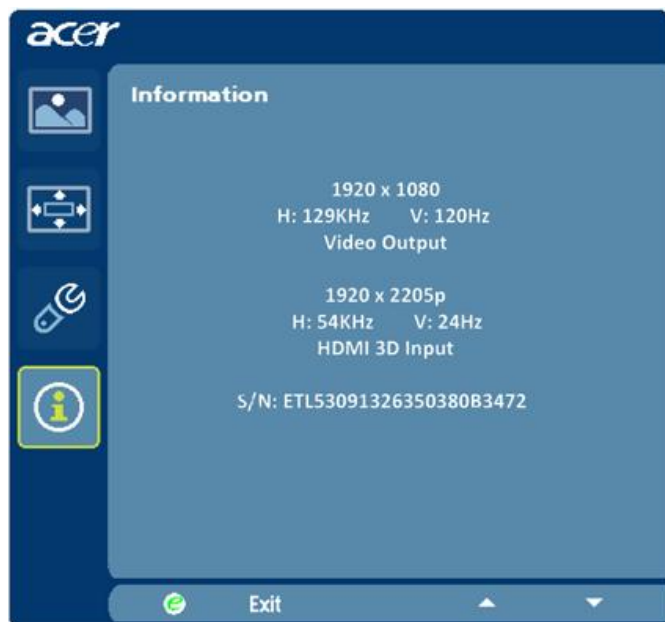 acer
Information
1920 x 1080
H: 129KHz V: 120Hz
Video Output
1920 x 2205p
H: 54KHz V: 24Hz
HDMI 3D Input
S/N: ETL53091326350380B3472
e Exit